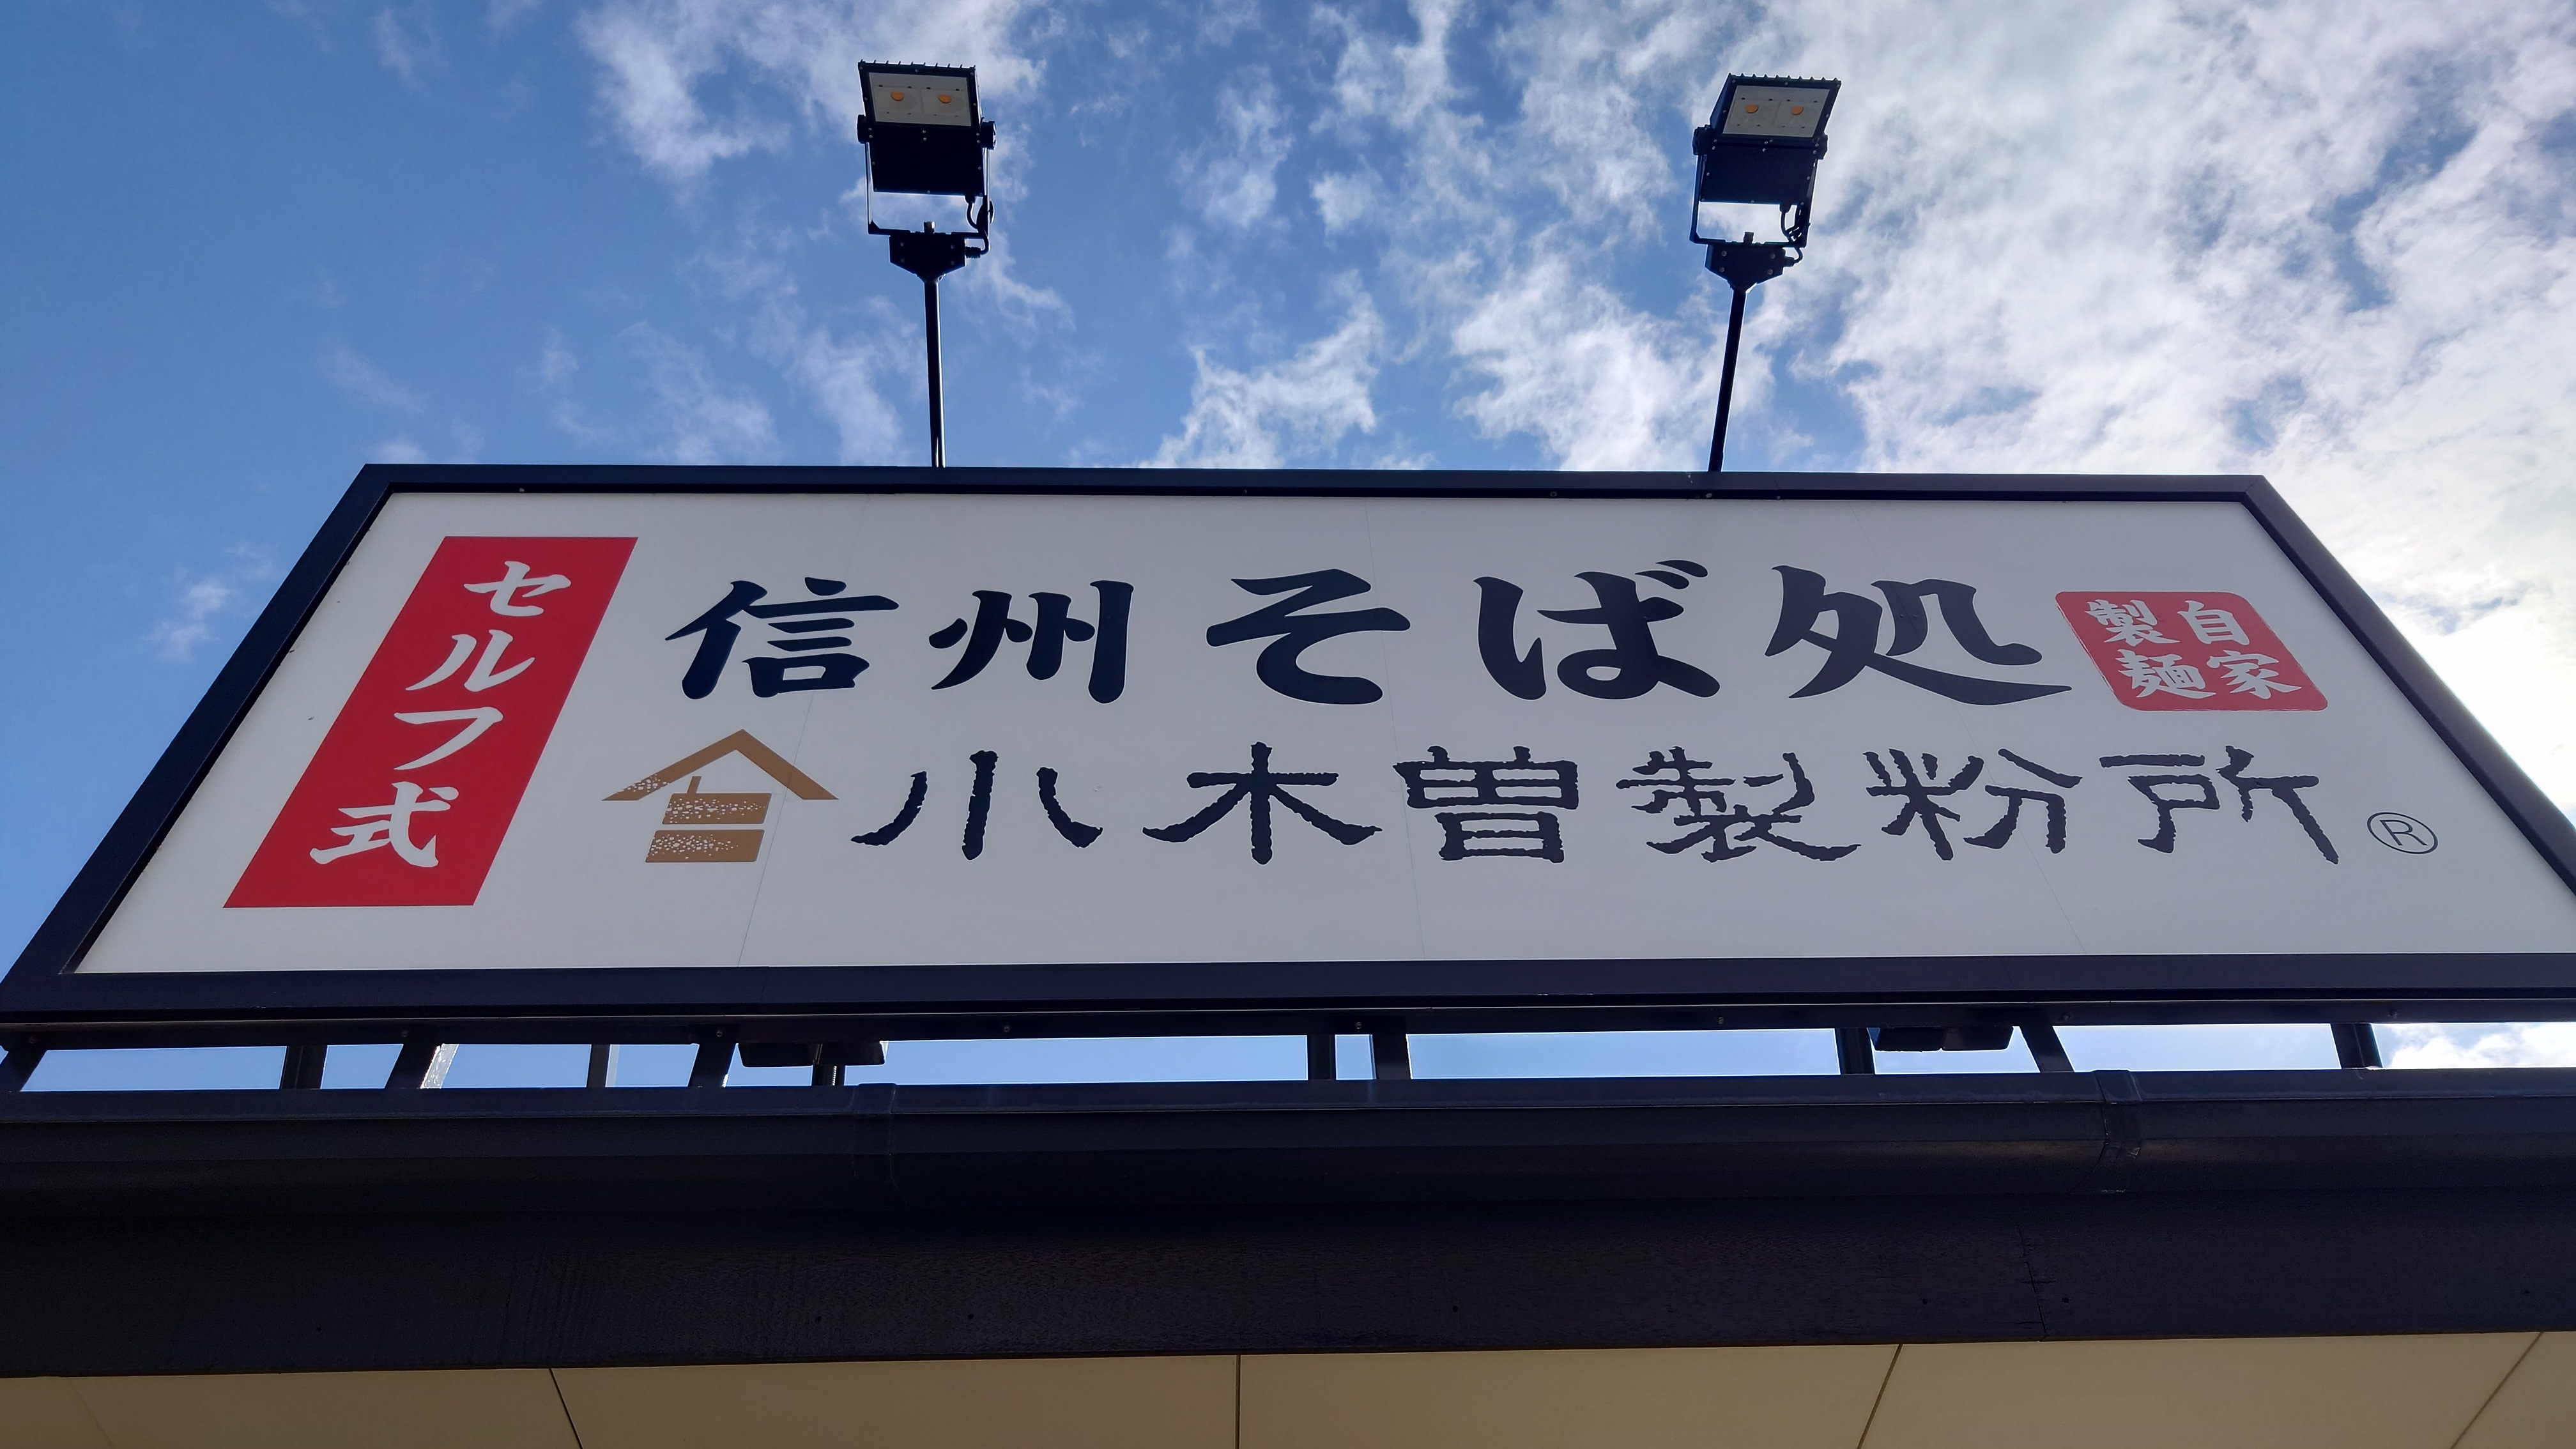 セルフ式
信州そば処
自家
製麺
小木曽製粉所®